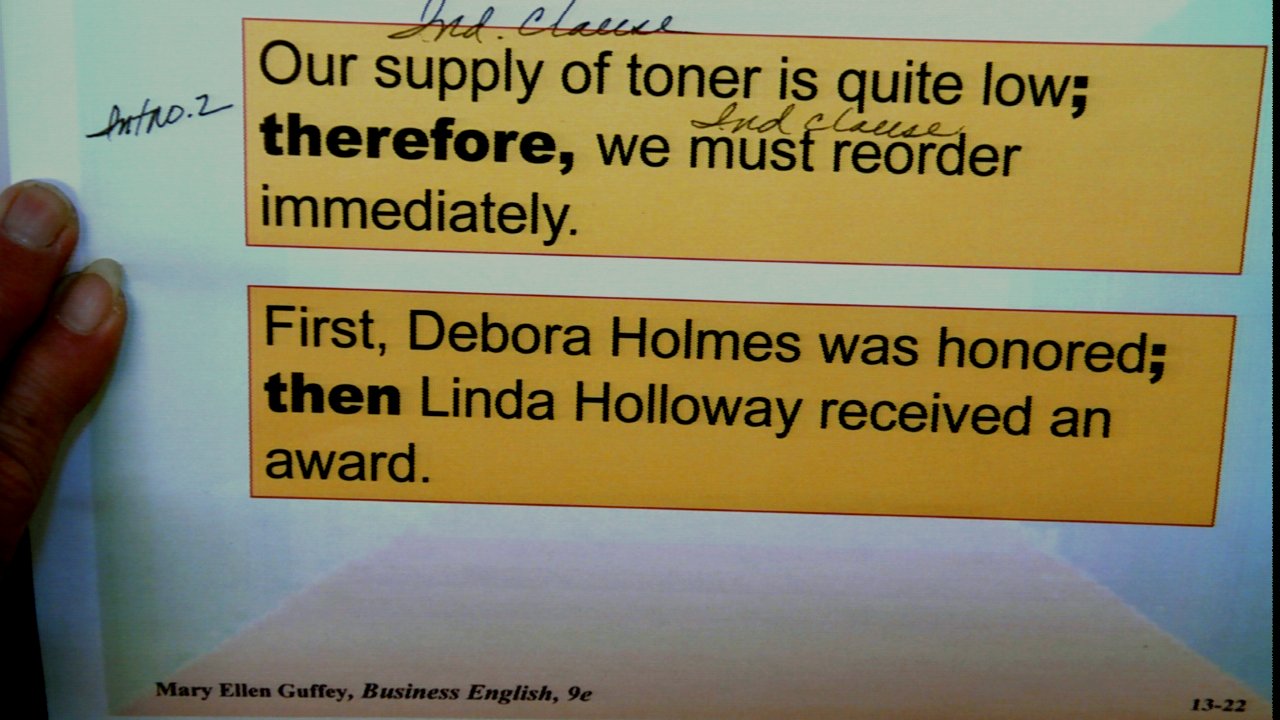 Ind. Clause
Our supply of toner is quite low;
Intro.2
Ind clause
therefore, we must reorder
immediately.
First, Debora Holmes was honored;
then Linda Holloway received an
award.
Mary Ellen Guffey, Business English, 9e
13-22